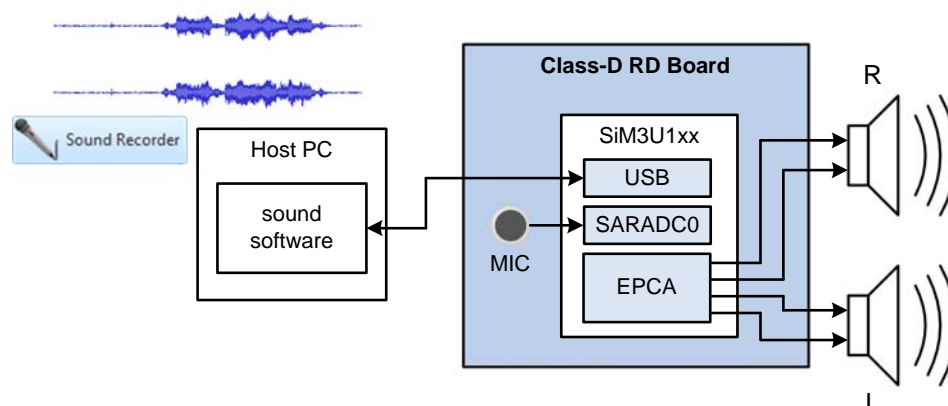 Sound Recorder
Host PC
sound
software
Class-D RD Board
SiM3U1xx
USB
SARADC0
EPCA
MIC
R